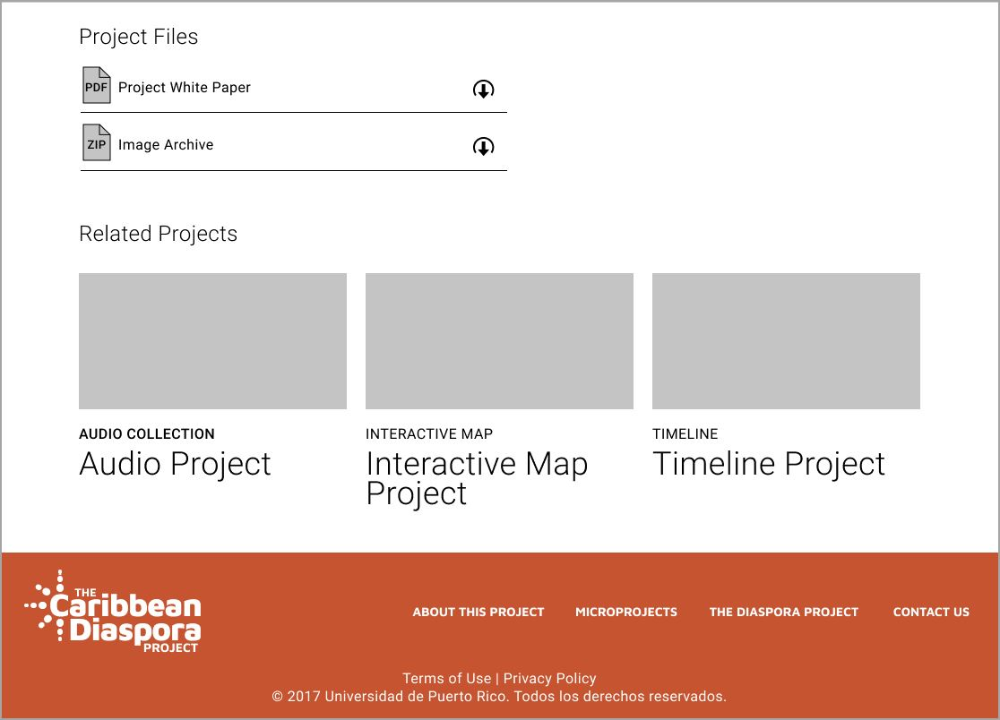 Project Files
PDF Project White Paper
ZIP Image Archive
Related Projects
AUDIO COLLECTION
Audio Project
INTERACTIVE MAP
Interactive Map
Project
TIMELINE
Timeline Project
THE
Caribbean
Diaspora
PROJECT
ABOUT THIS PROJECT MICROPROJECTS THE DIASPORA PROJECT CONTACT US
Terms of Use | Privacy Policy
© 2017 Universidad de Puerto Rico. Todos los derechos reservados.